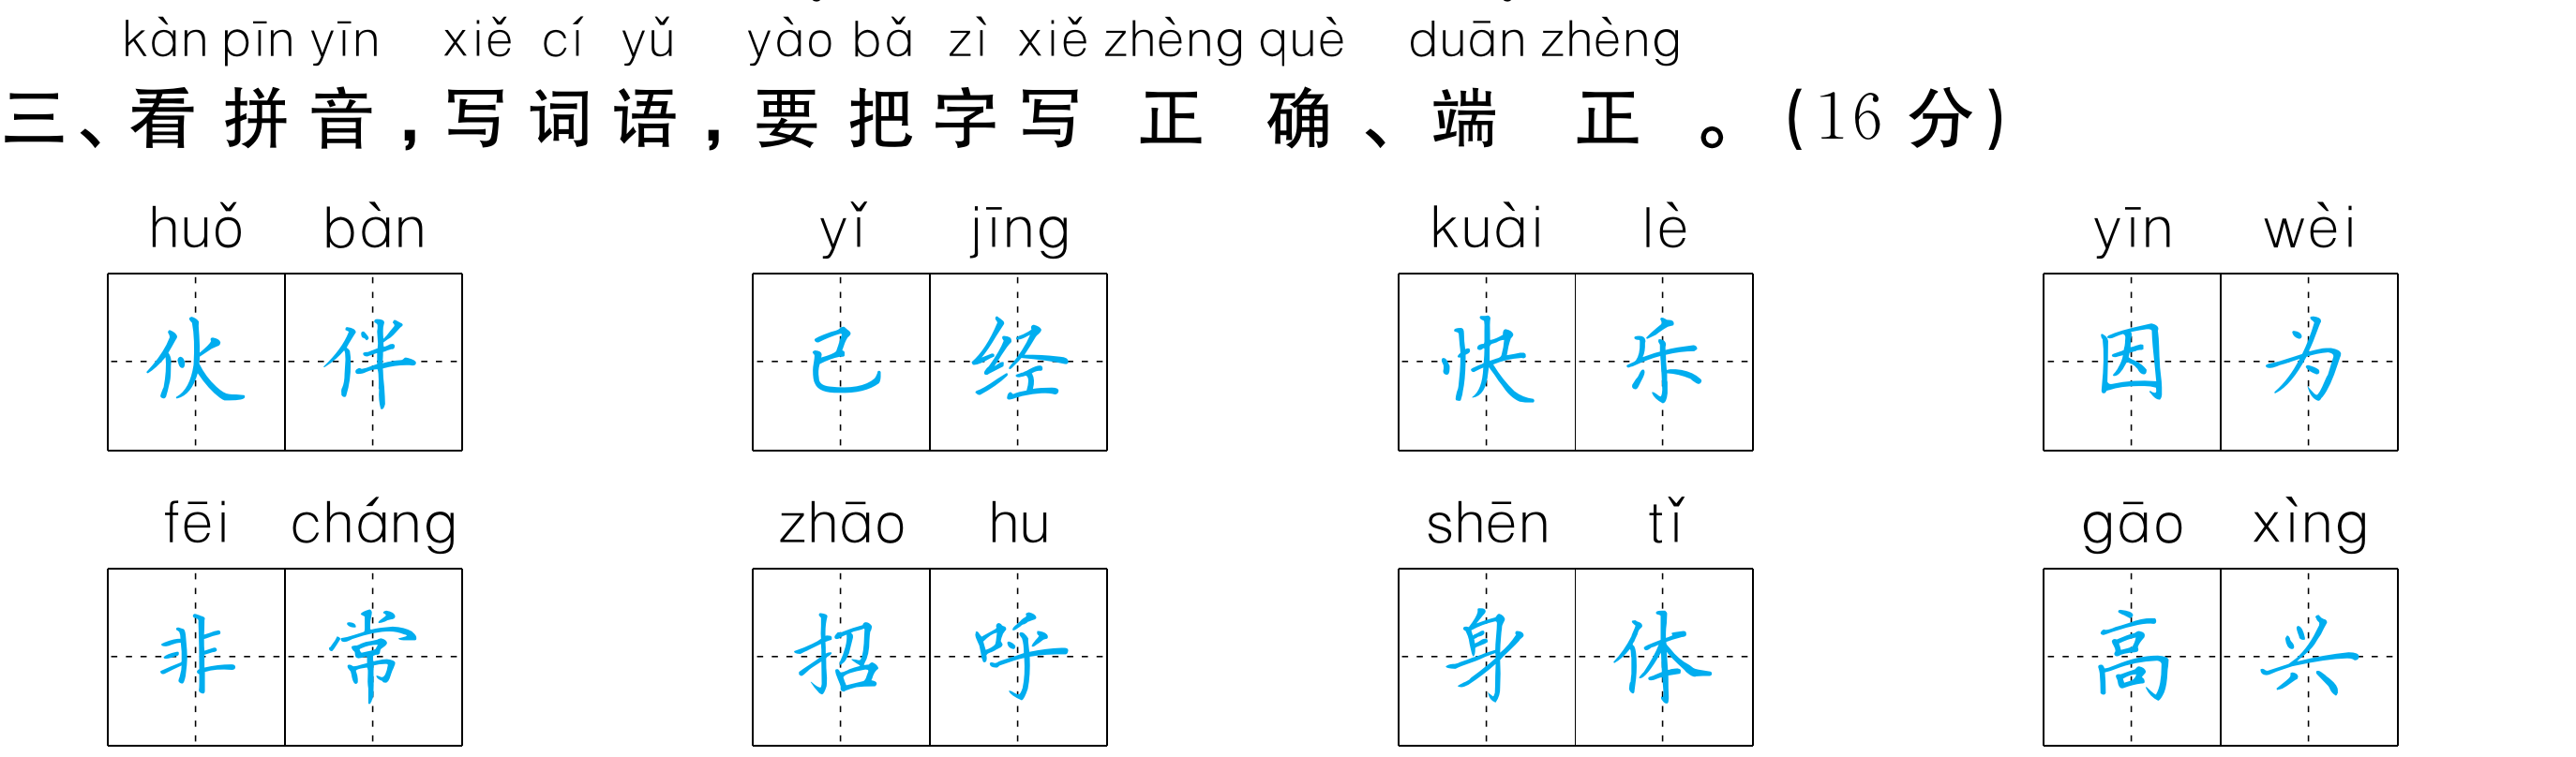 kàn pīn yīn xiě cí yǔ yào bǎ zì xiě zhèng què duān zhèng
三、看拼音，写词语，要把字写正确、端正。(16分)
huǒ bàn yǐ jīng kuài lè yīn wèi
伙伴 已经 快乐 因为
fēi cháng zhāo hu shēn tǐ gāo xìng
非常 招呼 身体 高兴